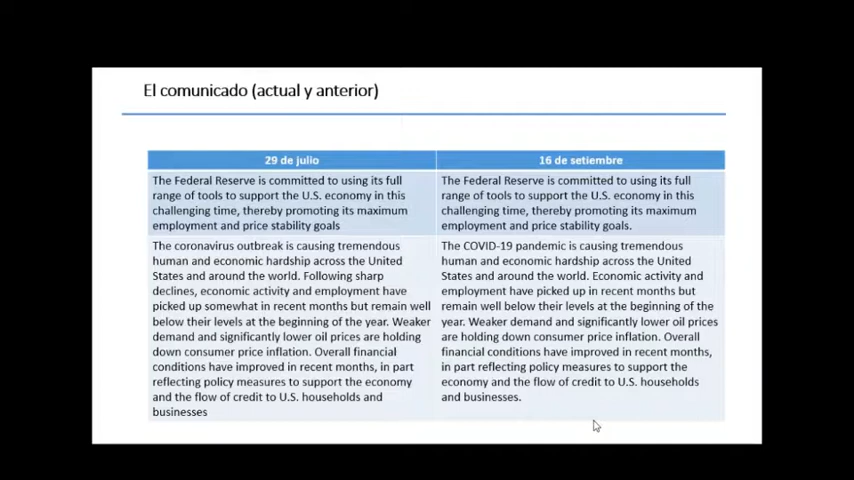 El comunicado (actual y anterior)
29 de julio
The Federal Reserve is committed to using its full
range of tools to support the U.S. economy in this
challenging time, thereby promoting its maximum
employment and price stability goals
The coronavirus outbreak is causing tremendous
human and economic hardship across the United
States and around the world. Following sharp
declines, economic activity and employment have
picked up somewhat in recent months but remain well
below their levels at the beginning of the year. Weaker
demand and significantly lower oil prices are holding
down consumer price inflation. Overall financial
conditions have improved in recent months, in part
reflecting policy measures to support the economy
and the flow of credit to U.S. households and
businesses
16 de setiembre
The Federal Reserve is committed to using its full
range of tools to support the U.S. economy in this
challenging time, thereby promoting its maximum
employment and price stability goals.
The COVID-19 pandemic is causing tremendous
human and economic hardship across the United
States and around the world. Economic activity and
employment have picked up in recent months but
remain well below their levels at the beginning of the
year. Weaker demand and significantly lower oil prices
are holding down consumer price inflation. Overall
financial conditions have improved in recent months,
in part reflecting policy measures to support the
economy and the flow of credit to U.S. households
and businesses.